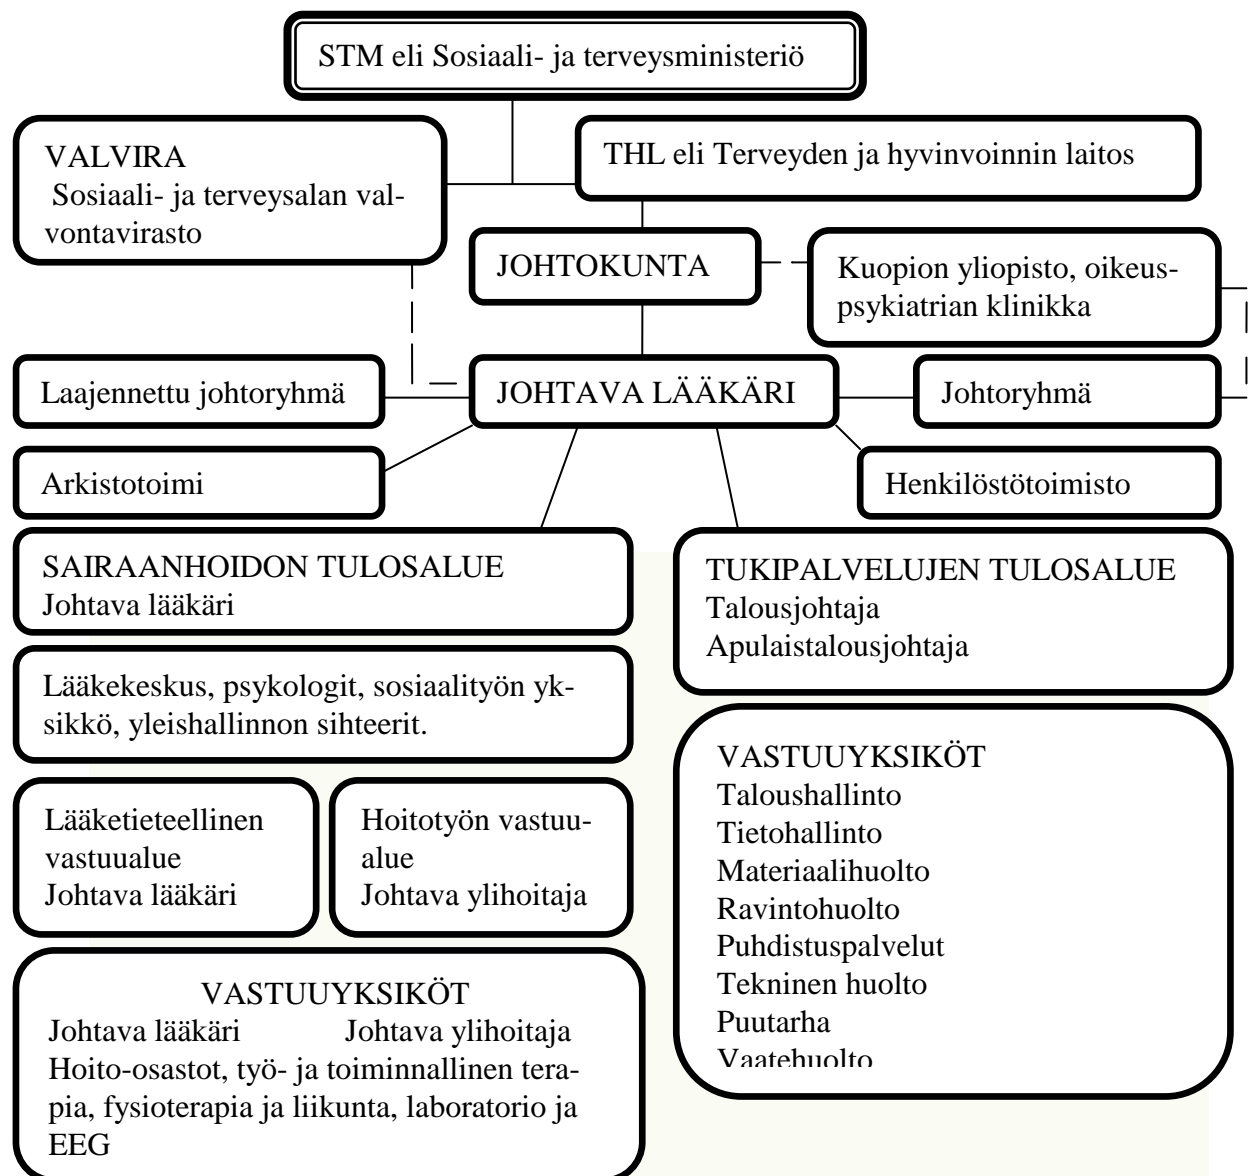 STM eli Sosiaali- ja terveysministeriö
VALVIRA
Sosiaali- ja terveysalan val-
vontavirasto
THL eli Terveyden ja hyvinvoinnin laitos
JOHTOKUNTA
Kuopion yliopisto, oikeus-
psykiatrian klinikka
Laajennettu johtoryhmä
JOHTAVA LÄÄKÄRI
Johtoryhmä
Arkistotoimi
Henkilöstötoimisto
SAIRAANHOIDON TULOSALUE
Johtava lääkäri
TUKIPALVELUJEN TULOSALUE
Talousjohtaja
Apulaistalousjohtaja
Lääkekeskus, psykologit, sosiaalityön yk-
sikkö, yleishallinnon sihteerit.
Lääketieteellinen
vastuualue
Johtava lääkäri
Hoitotyön vastuu-
alue
Johtava ylihoitaja
VASTUUYKSIKÖT
Taloushallinto
Tietohallinto
Materiaalihuolto
Ravintohuolto
Puhdistuspalvelut
Tekninen huolto
Puutarha
Vaatehuolto
VASTUUYKSIKÖT
Johtava lääkäri Johtava ylihoitaja
Hoito-osastot, työ- ja toiminnallinen tera-
pia, fysioterapia ja liikunta, laboratorio ja
EEG